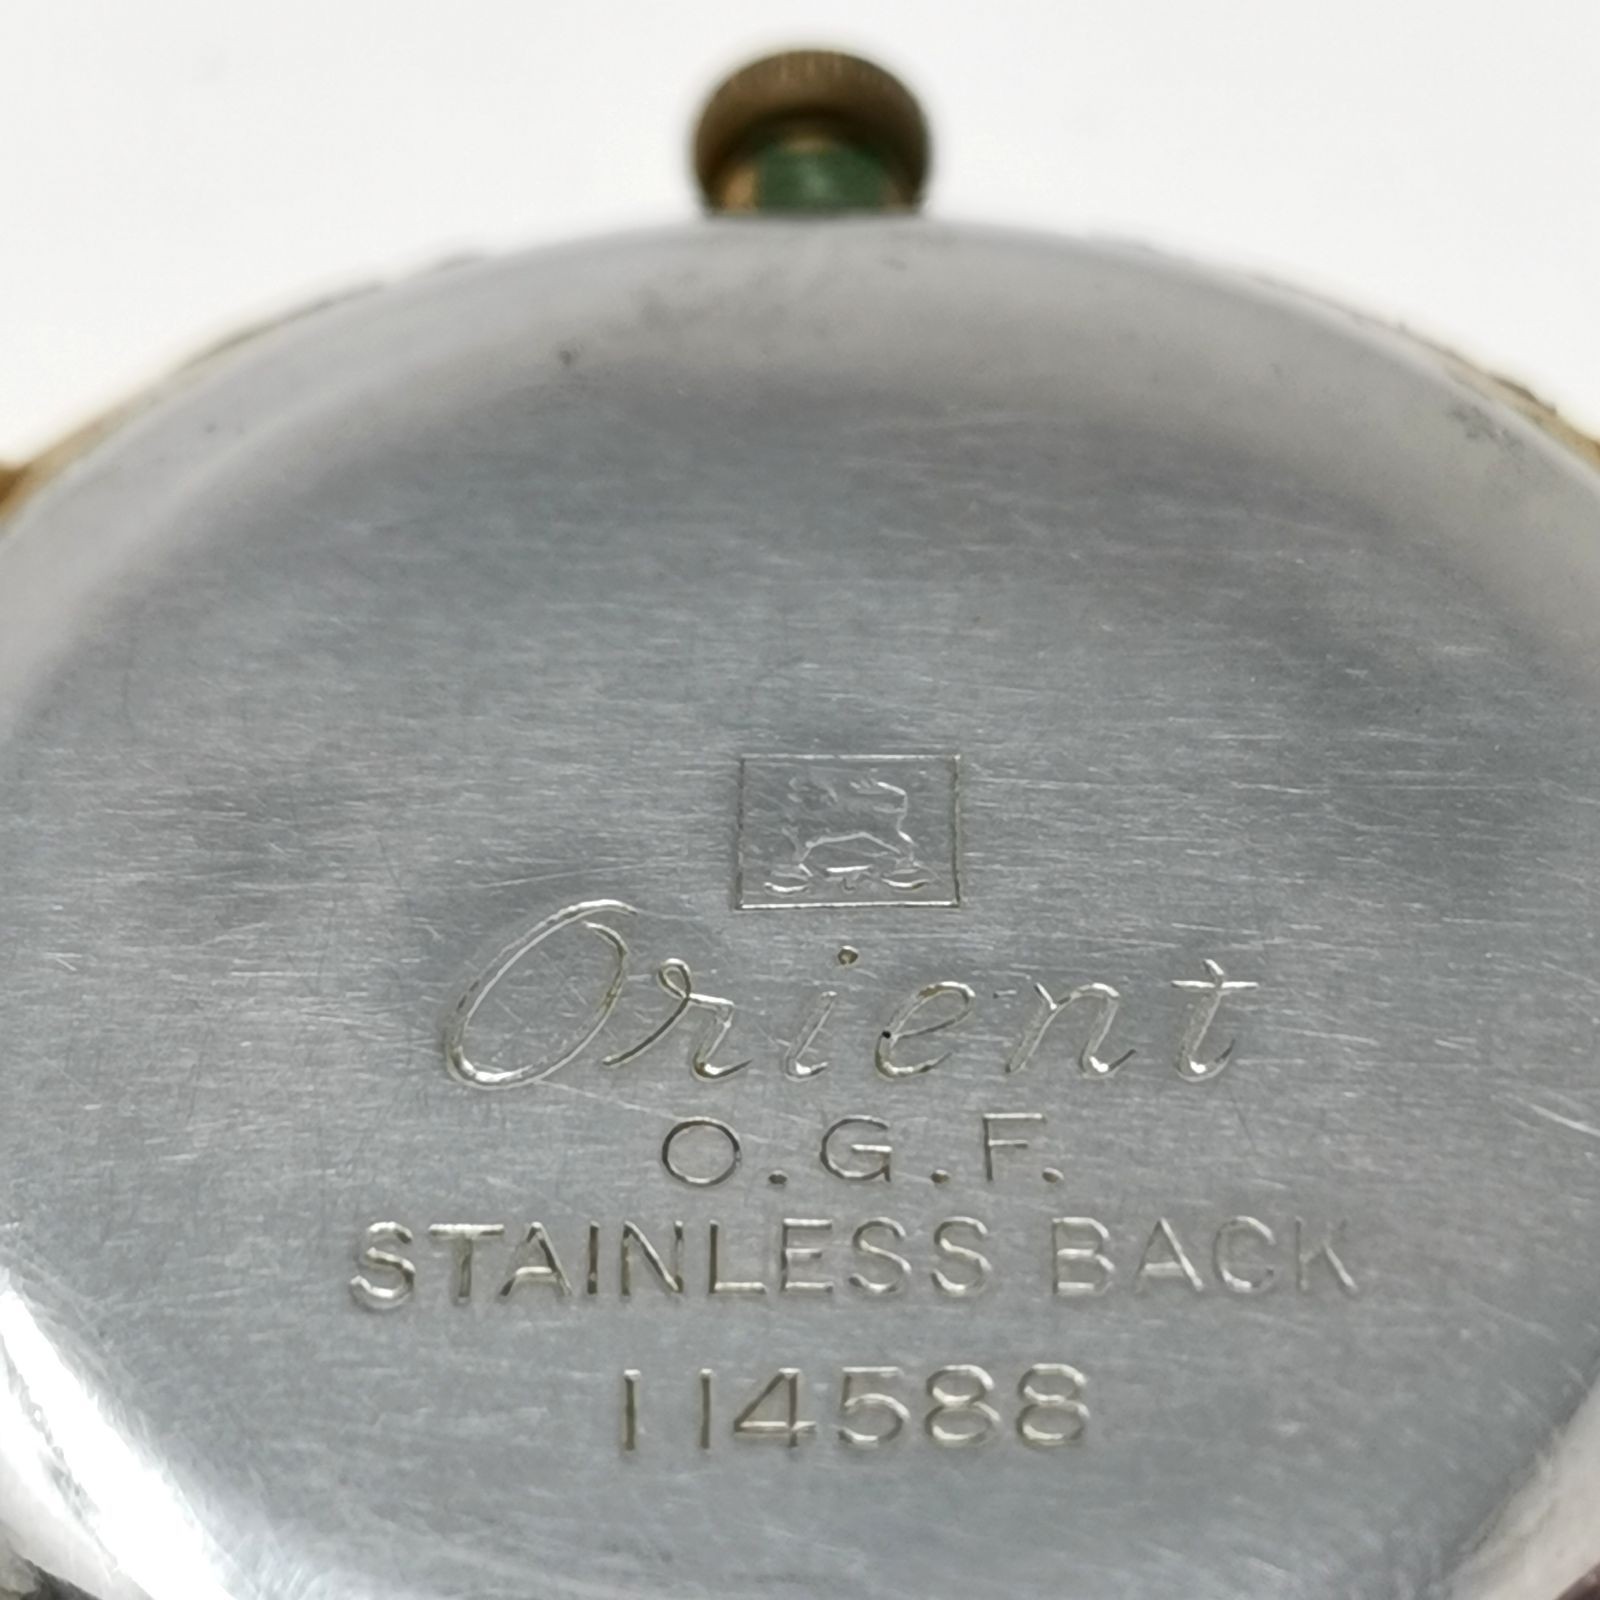 Orient
O.G.F.
STAINLESS BACK
114588